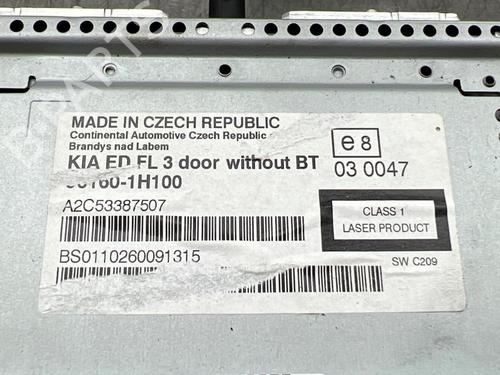 MADE IN CZECH REPUBLIC
Continental Automotive Czech Republic
Brandys nad Labem
KIA ED FL 3 door without BT
e8
03 0047
A2C53387507
CLASS 1
LASER PRODUCT
BS0110260091315
SW C209